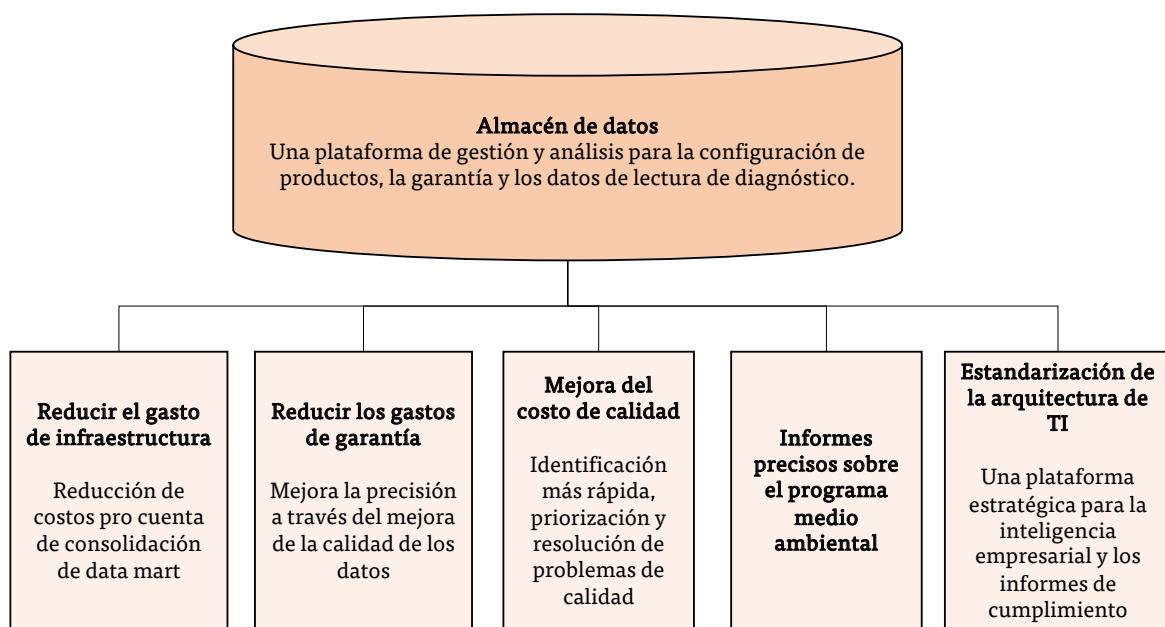 Almacén de datos
Una plataforma de gestión y análisis para la configuración de
productos, la garantía y los datos de lectura de diagnóstico.
Reducir el gasto
de infraestructura
Reducción de
costos pro cuenta
de consolidación
de data mart
Reducir los gastos
de garantía
Mejora la precisión
a través del mejora
de la calidad de los
datos
Mejora del
costo de calidad
Identificación
más rápida,
priorización y
resolución de
problemas de
calidad
Informes
precisos sobre
el programa
medio
ambiental
Estandarización de
la arquitectura de
TI
Una plataforma
estratégica para la
inteligencia
empresarial y los
informes de
cumplimiento